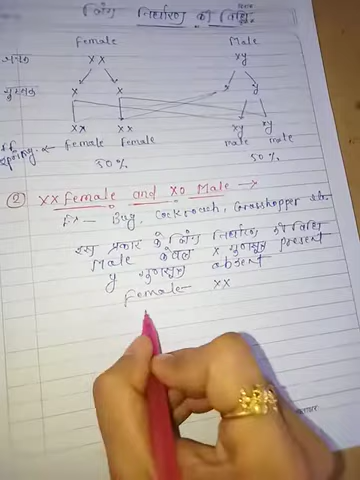 लिंग निर्धारण की विधि
Female Male
जनक XX XY
युग्मक X X X Y
XX XX XY XY
Female Female male male
50% 50%
② XX Female and XO Male →
Ex- Bug, Cockroach, Grasshopper etc.
इस प्रकार के लिंग निर्धारण की विधि
Male केवल X गुणसूत्र present
Y गुणसूत्र absent
Female- XX